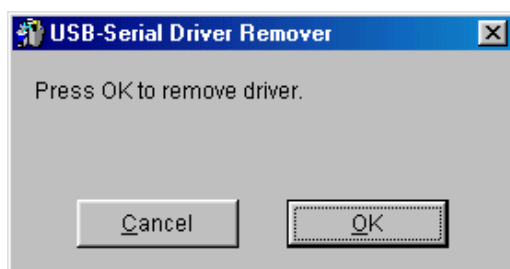 USB-Serial Driver Remover
Press OK to remove driver.
Cancel OK